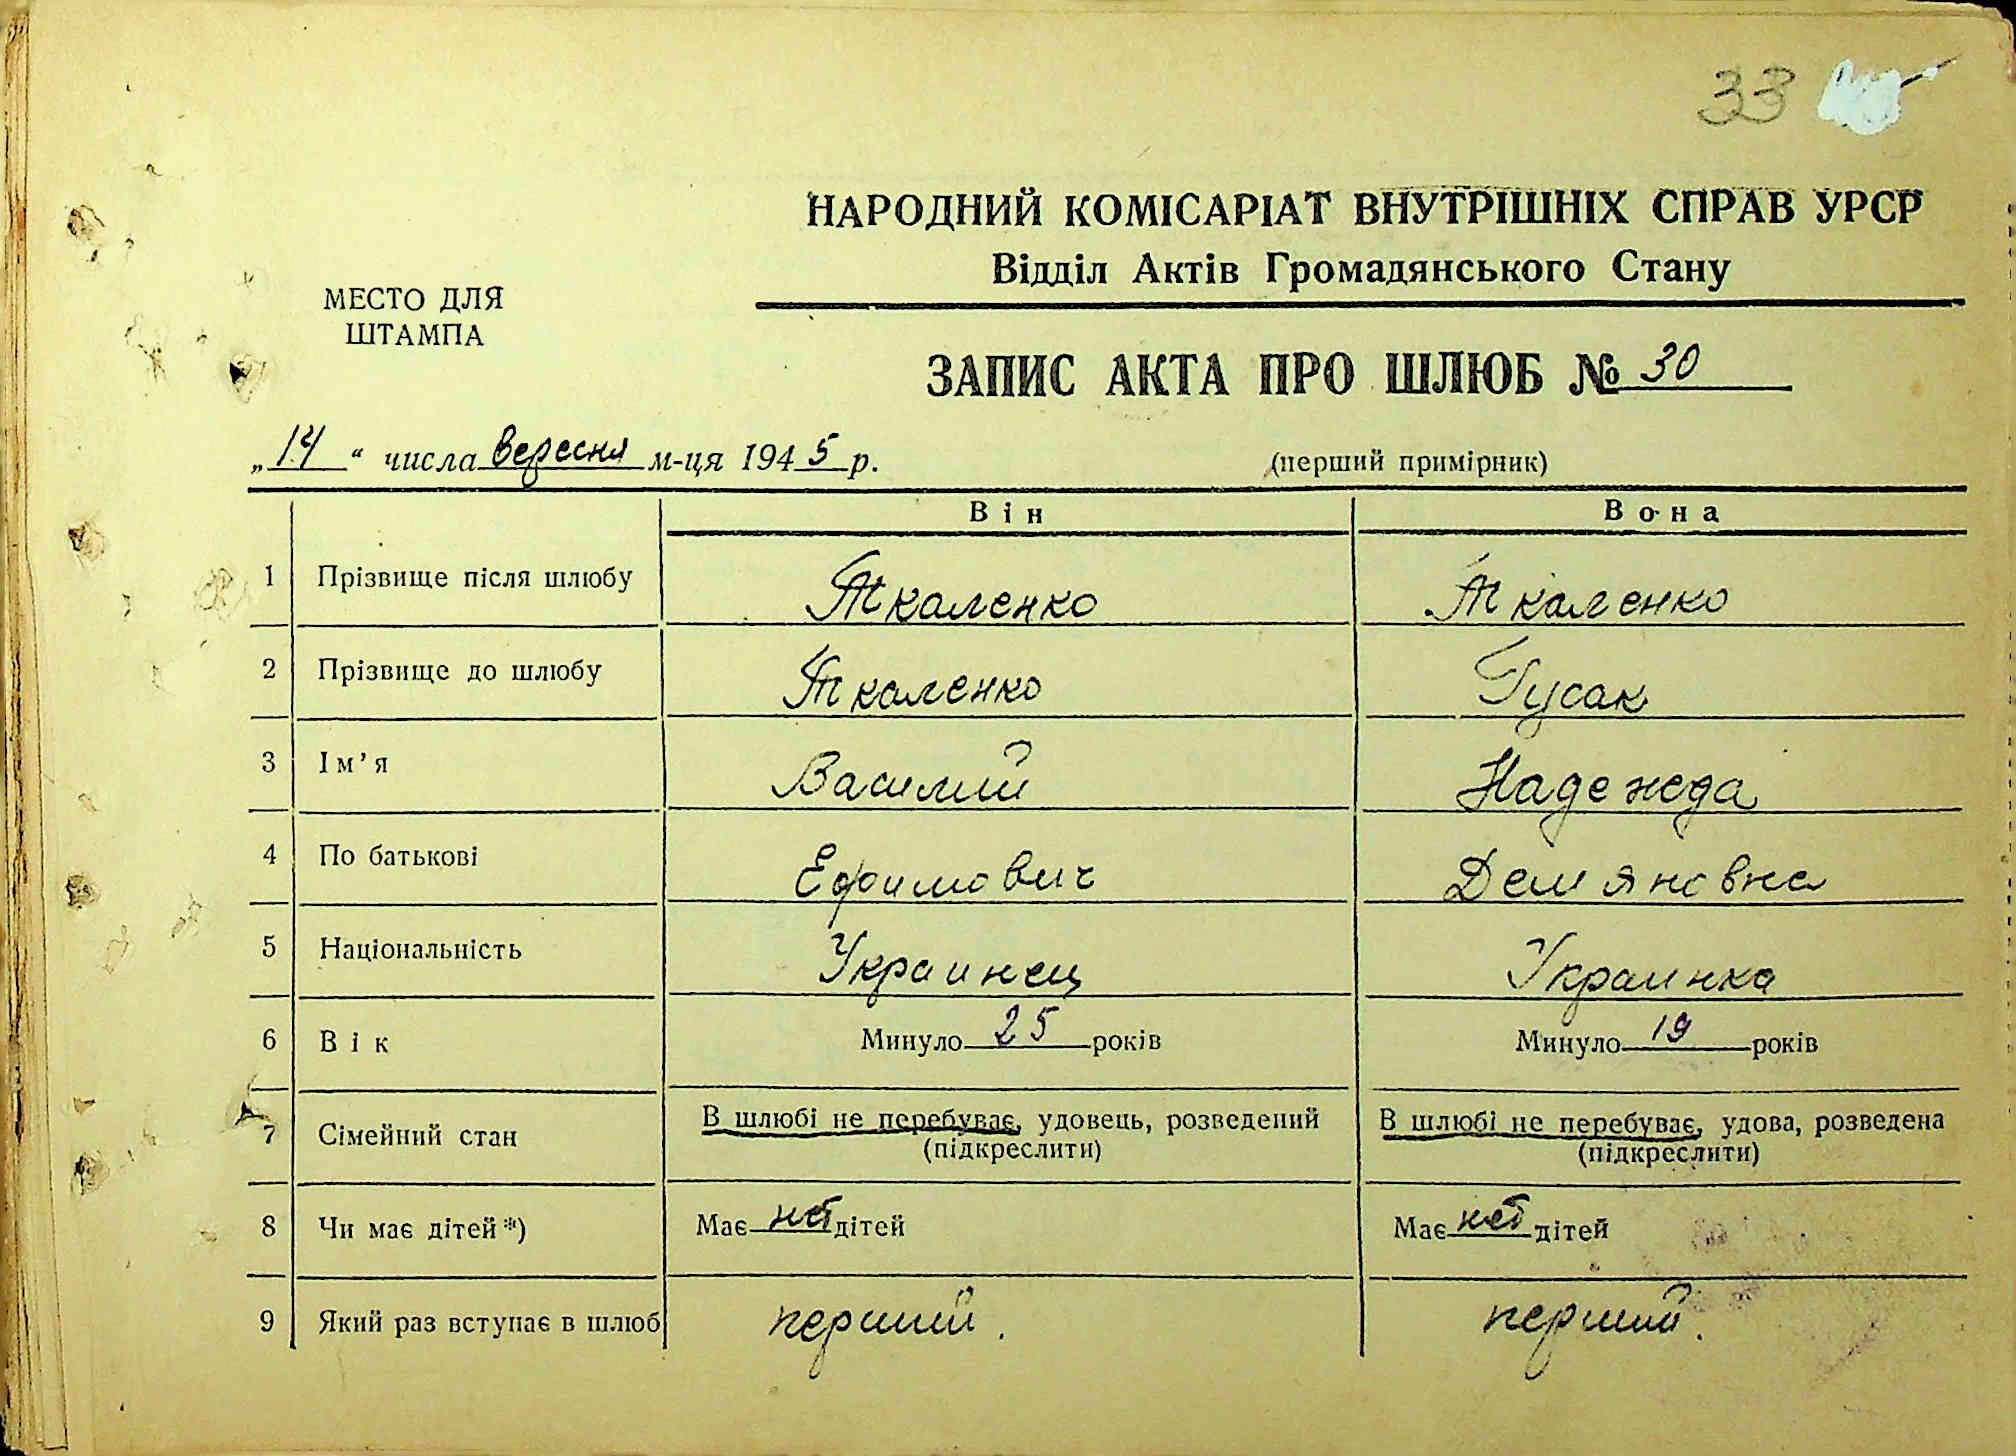 33
НАРОДНИЙ КОМІСАРІАТ ВНУТРІШНІХ СПРАВ УРСР
Відділ Актів Громадянського Стану
МЕСТО ДЛЯ
ШТАМПА
ЗАПИС АКТА ПРО ШЛЮБ № 30
„14“ числа вересня м-ця 1945 р. (перший примірник)
Він Вона
1 Прізвище після шлюбу Ткаленко Ткаленко
2 Прізвище до шлюбу Ткаленко Гусак
3 Ім'я Василий Надежда
4 По батькові Ефимович Демяновна
5 Національність Украинец Украинка
6 Вік Минуло 25 років Минуло 19 років
7 Сімейний стан В шлюбі не перебуває, удовець, розведений В шлюбі не перебуває, удова, розведена
(підкреслити) (підкреслити)
8 Чи має дітей*) Має нет дітей Має нет дітей
9 Який раз вступає в шлюб перший. перший.